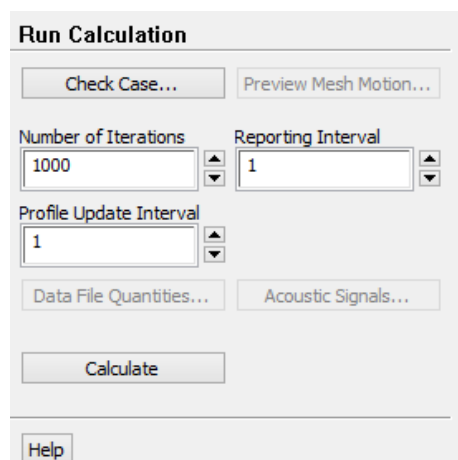 Run Calculation
Check Case... Preview Mesh Motion...
Number of Iterations Reporting Interval
1000 1
Profile Update Interval
1
Data File Quantities... Acoustic Signals...
Calculate
Help